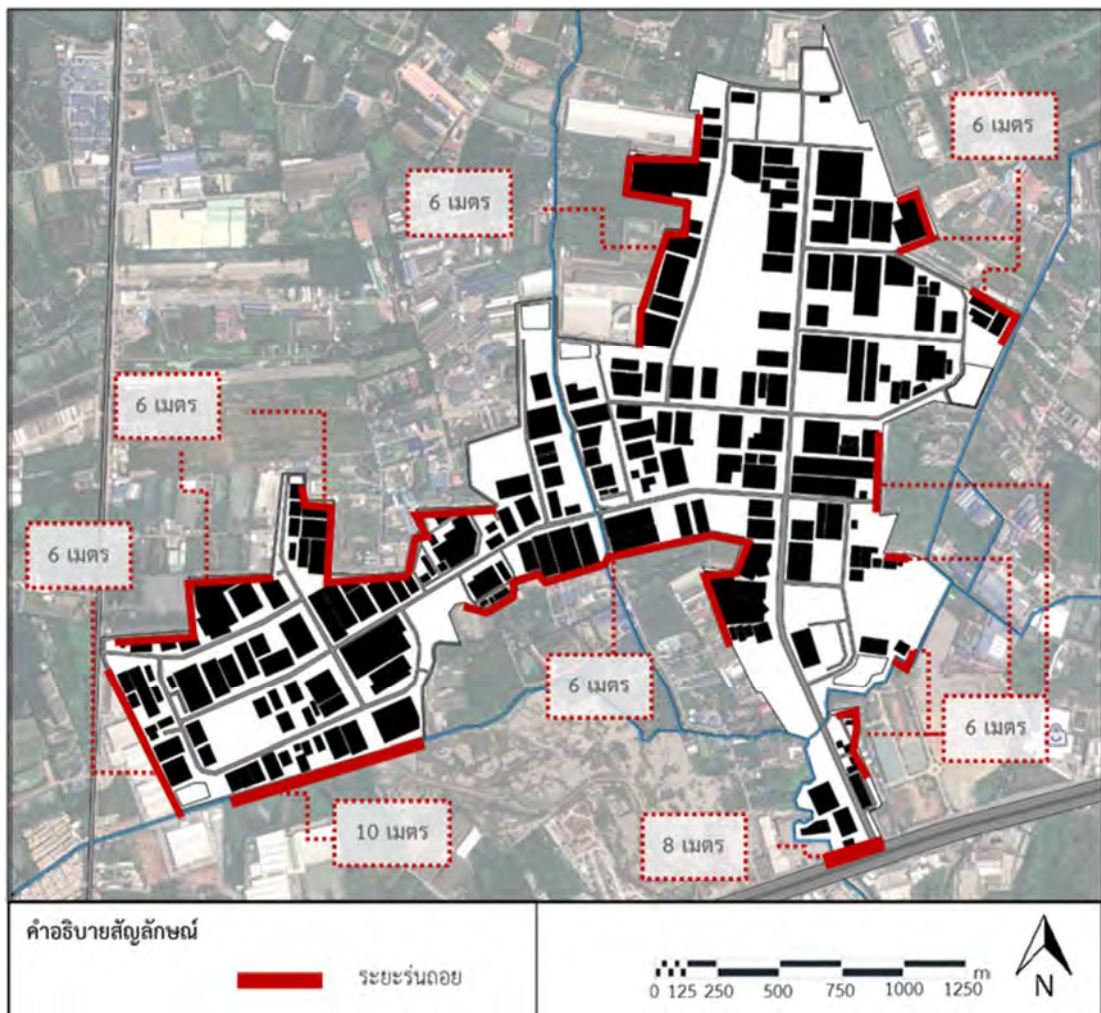 6 เมตร
6 เมตร
6 เมตร
6 เมตร
6 เมตร
6 เมตร
10 เมตร
8 เมตร
คำอธิบายสัญลักษณ์
ระยะร่นถอย
0 125 250 500 750 1000 1250 m
N